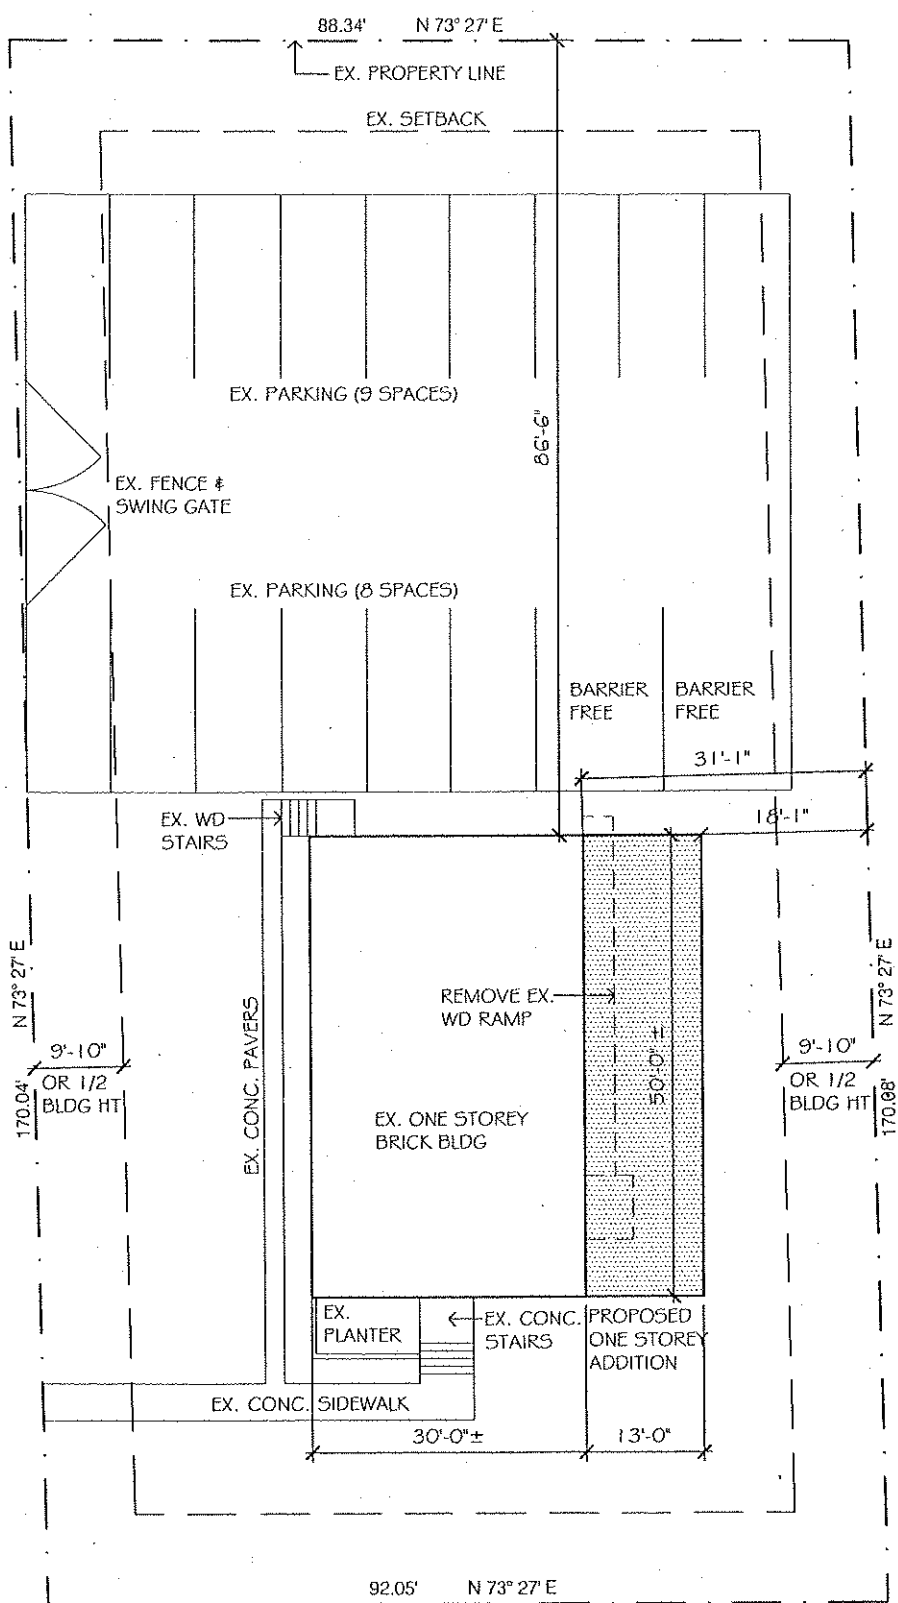 88.34' N 73° 27' E
EX. PROPERTY LINE
EX. SETBACK
EX. PARKING (9 SPACES)
86'-6"
EX. FENCE &
SWING GATE
EX. PARKING (8 SPACES)
BARRIER
FREE
BARRIER
FREE
31'-1"
18'-1"
EX. WD
STAIRS
N 73° 27' E
170.04'
9'-10"
OR 1/2
BLDG HT
EX. CONC. PAVERS
REMOVE EX.
WD RAMP
50'-0" ±
EX. ONE STOREY
BRICK BLDG
9'-10"
OR 1/2
BLDG HT
N 73° 27' E
170.08'
EX.
PLANTER
EX. CONC.
STAIRS
PROPOSED
ONE STOREY
ADDITION
EX. CONC. SIDEWALK
30'-0"±
13'-0"
92.05' N 73° 27' E